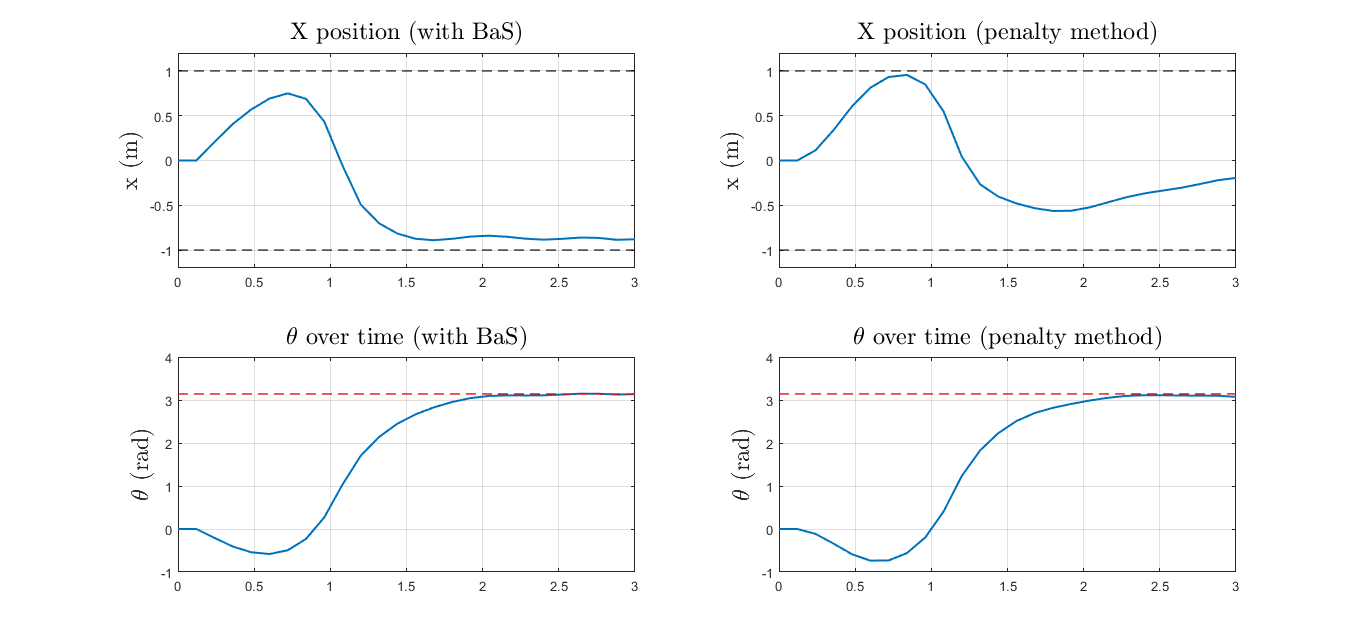 X position (with BaS)
x (m)
1
0.5
0
-0.5
-1
0 0.5 1 1.5 2 2.5 3
X position (penalty method)
x (m)
1
0.5
0
-0.5
-1
0 0.5 1 1.5 2 2.5 3
θ over time (with BaS)
θ (rad)
4
3
2
1
0
-1
0 0.5 1 1.5 2 2.5 3
θ over time (penalty method)
θ (rad)
4
3
2
1
0
-1
0 0.5 1 1.5 2 2.5 3